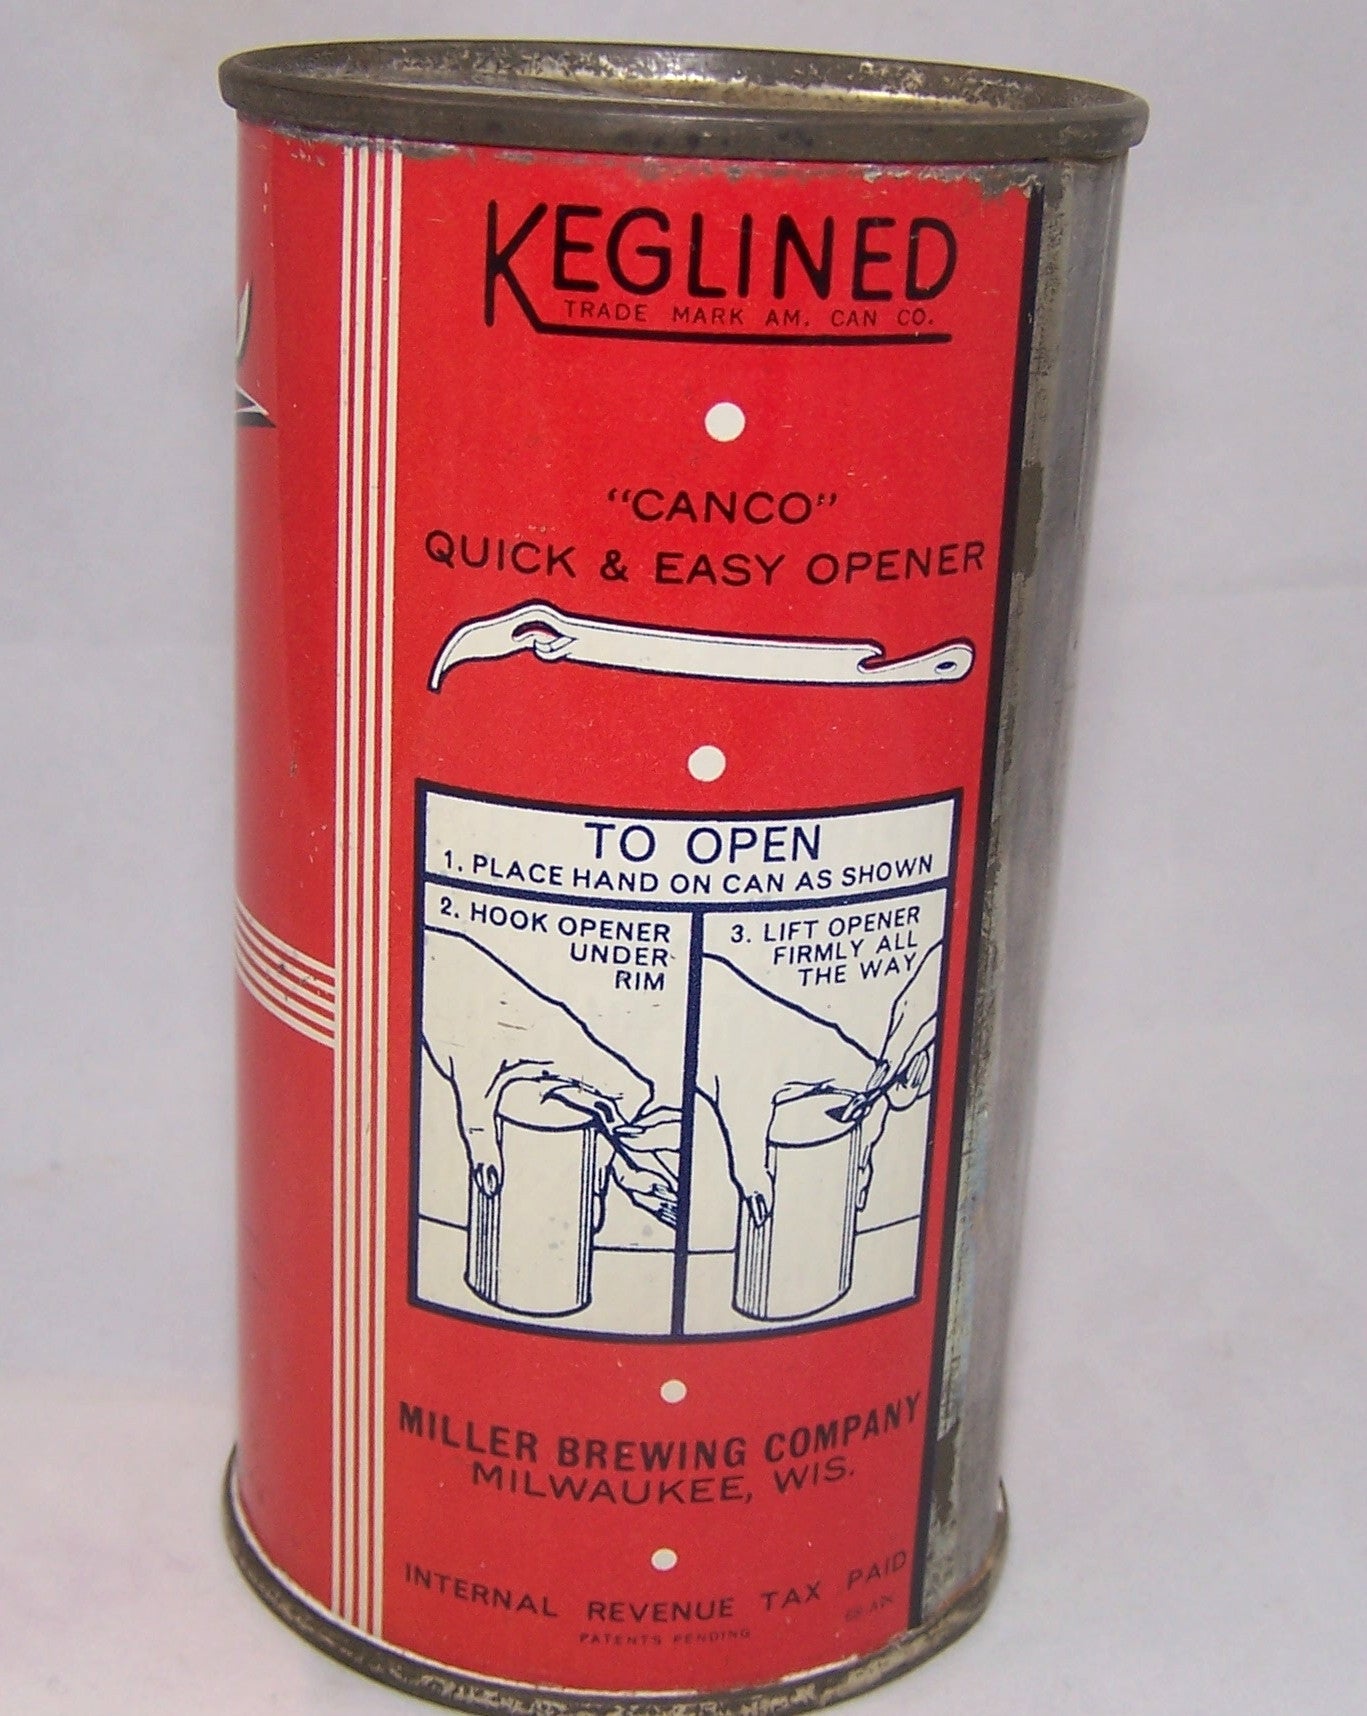 KEGLINED
TRADE MARK AM. CAN CO.
"CANCO"
QUICK & EASY OPENER
TO OPEN
1. PLACE HAND ON CAN AS SHOWN
2. HOOK OPENER
UNDER
RIM
3. LIFT OPENER
FIRMLY ALL
THE WAY
MILLER BREWING COMPANY
MILWAUKEE, WIS.
INTERNAL REVENUE TAX PAID
PATENTS PENDING